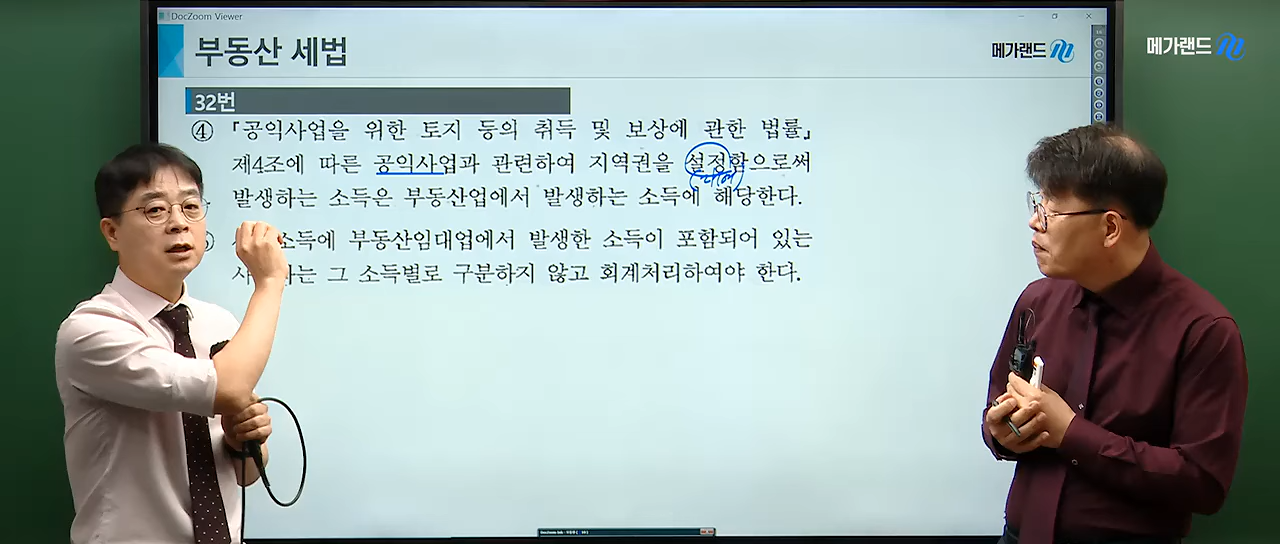 DocZoom Viewer
부동산 세법
메가랜드
메가랜드
32번
④ 「공익사업을 위한 토지 등의 취득 및 보상에 관한 법률」
제4조에 따른 공익사업과 관련하여 지역권을 설정함으로써
(대여)
발생하는 소득은 부동산업에서 발생하는 소득에 해당한다.
소득에 부동산임대업에서 발생한 소득이 포함되어 있는
사 는 그 소득별로 구분하지 않고 회계처리하여야 한다.